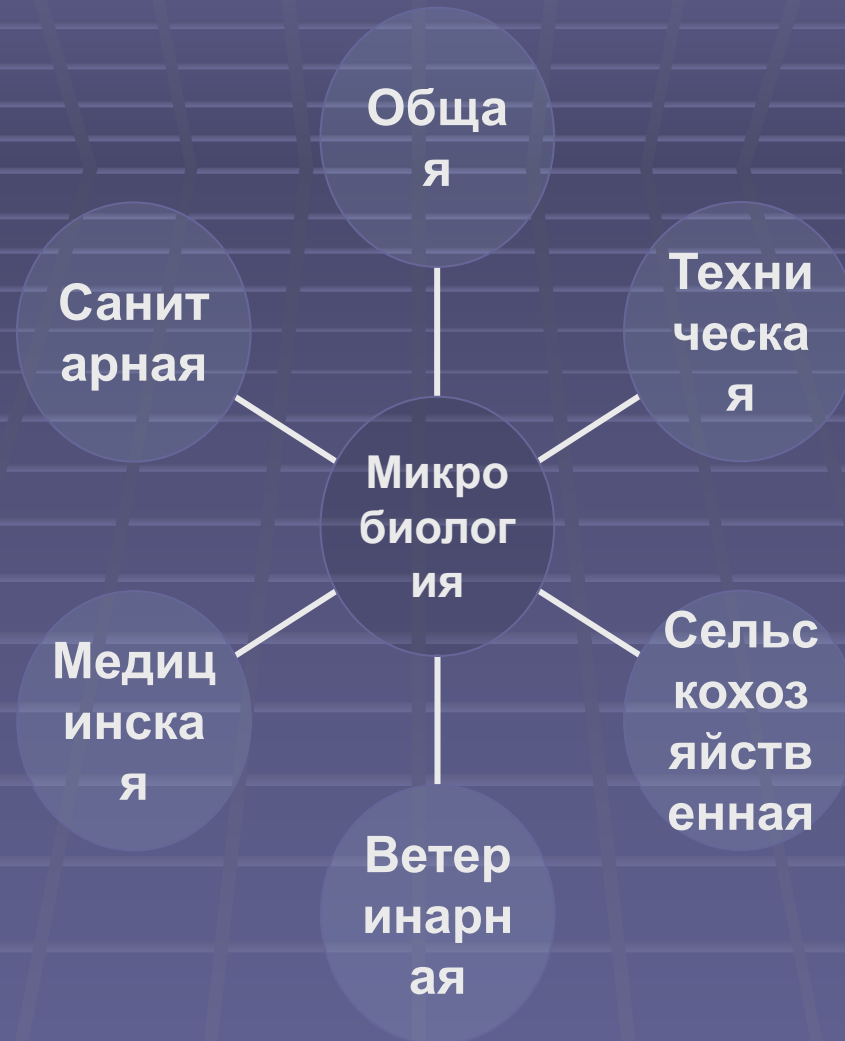 Обща
я
Техни
ческа
я
Сельс
кохоз
яйств
енная
Ветер
инарн
ая
Медиц
инска
я
Санит
арная
Микро
биолог
ия